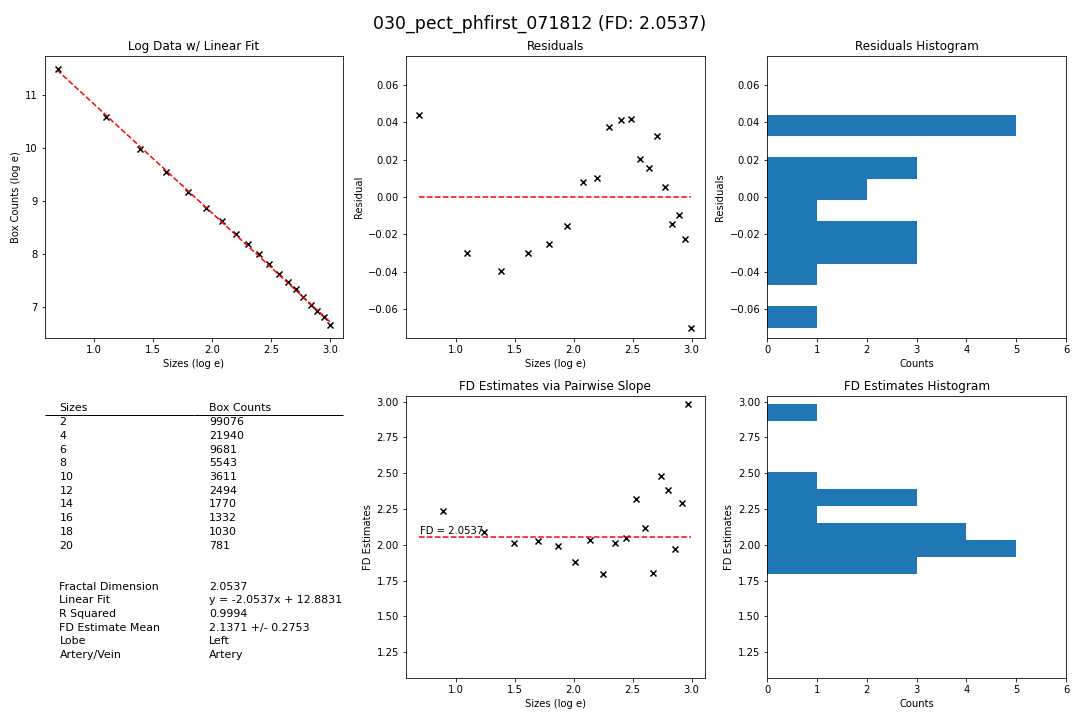 030_pect_phfirst_071812 (FD: 2.0537)
Log Data w/ Linear Fit
Box Counts (log e)
11
10
9
8
7
1.0 1.5 2.0 2.5 3.0
Sizes (log e)
Residuals
Residual
0.06
0.04
0.02
0.00
−0.02
−0.04
−0.06
1.0 1.5 2.0 2.5 3.0
Sizes (log e)
Residuals Histogram
Residuals
0.06
0.04
0.02
0.00
−0.02
−0.04
−0.06
0 1 2 3 4 5 6
Counts
Sizes Box Counts
2 99076
4 21940
6 9681
8 5543
10 3611
12 2494
14 1770
16 1332
18 1030
20 781
Fractal Dimension 2.0537
Linear Fit y = -2.0537x + 12.8831
R Squared 0.9994
FD Estimate Mean 2.1371 +/- 0.2753
Lobe Left
Artery/Vein Artery
FD Estimates via Pairwise Slope
FD Estimates
3.00
2.75
2.50
2.25
2.00
1.75
1.50
1.25
FD = 2.0537
1.0 1.5 2.0 2.5 3.0
Sizes (log e)
FD Estimates Histogram
FD Estimates
3.00
2.75
2.50
2.25
2.00
1.75
1.50
1.25
0 1 2 3 4 5 6
Counts